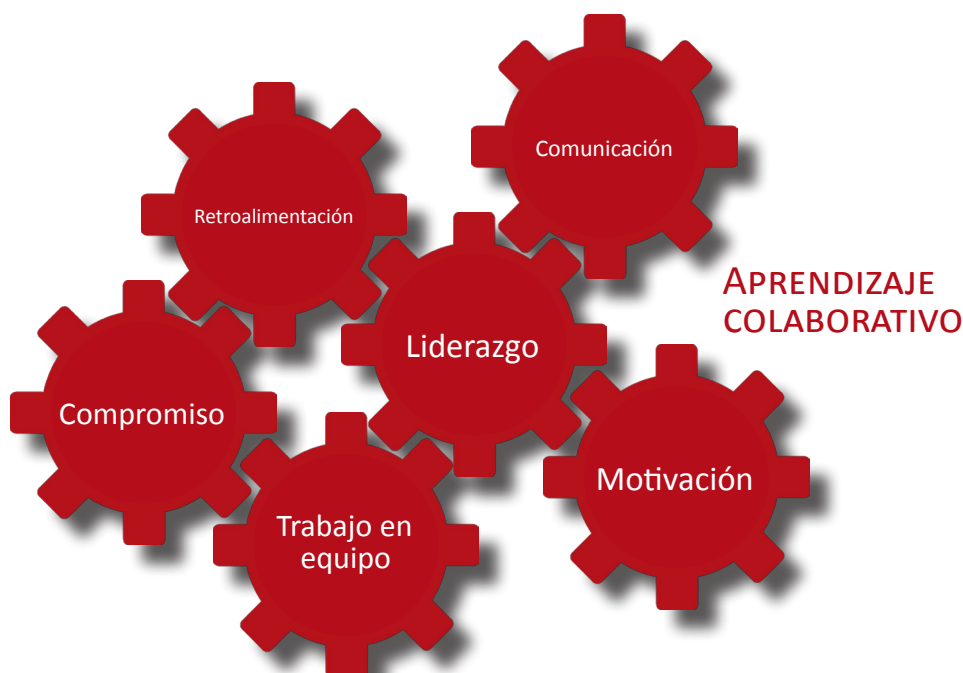 Comunicación
Retroalimentación
APRENDIZAJE
COLABORATIVO
Liderazgo
Compromiso
Motivación
Trabajo en
equipo